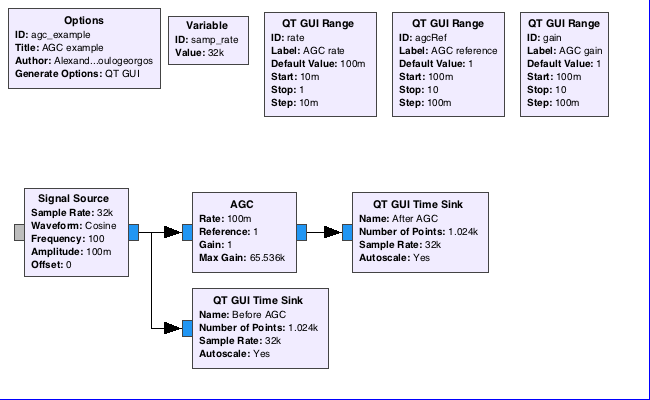 Options
ID: agc_example
Title: AGC example
Author: Alexand...oulogeorgos
Generate Options: QT GUI
Variable
ID: samp_rate
Value: 32k
QT GUI Range
ID: rate
Label: AGC rate
Default Value: 100m
Start: 10m
Stop: 1
Step: 10m
QT GUI Range
ID: agcRef
Label: AGC reference
Default Value: 1
Start: 100m
Stop: 10
Step: 100m
QT GUI Range
ID: gain
Label: AGC gain
Default Value: 1
Start: 100m
Stop: 10
Step: 100m
Signal Source
Sample Rate: 32k
Waveform: Cosine
Frequency: 100
Amplitude: 100m
Offset: 0
AGC
Rate: 100m
Reference: 1
Gain: 1
Max Gain: 65.536k
QT GUI Time Sink
Name: After AGC
Number of Points: 1.024k
Sample Rate: 32k
Autoscale: Yes
QT GUI Time Sink
Name: Before AGC
Number of Points: 1.024k
Sample Rate: 32k
Autoscale: Yes